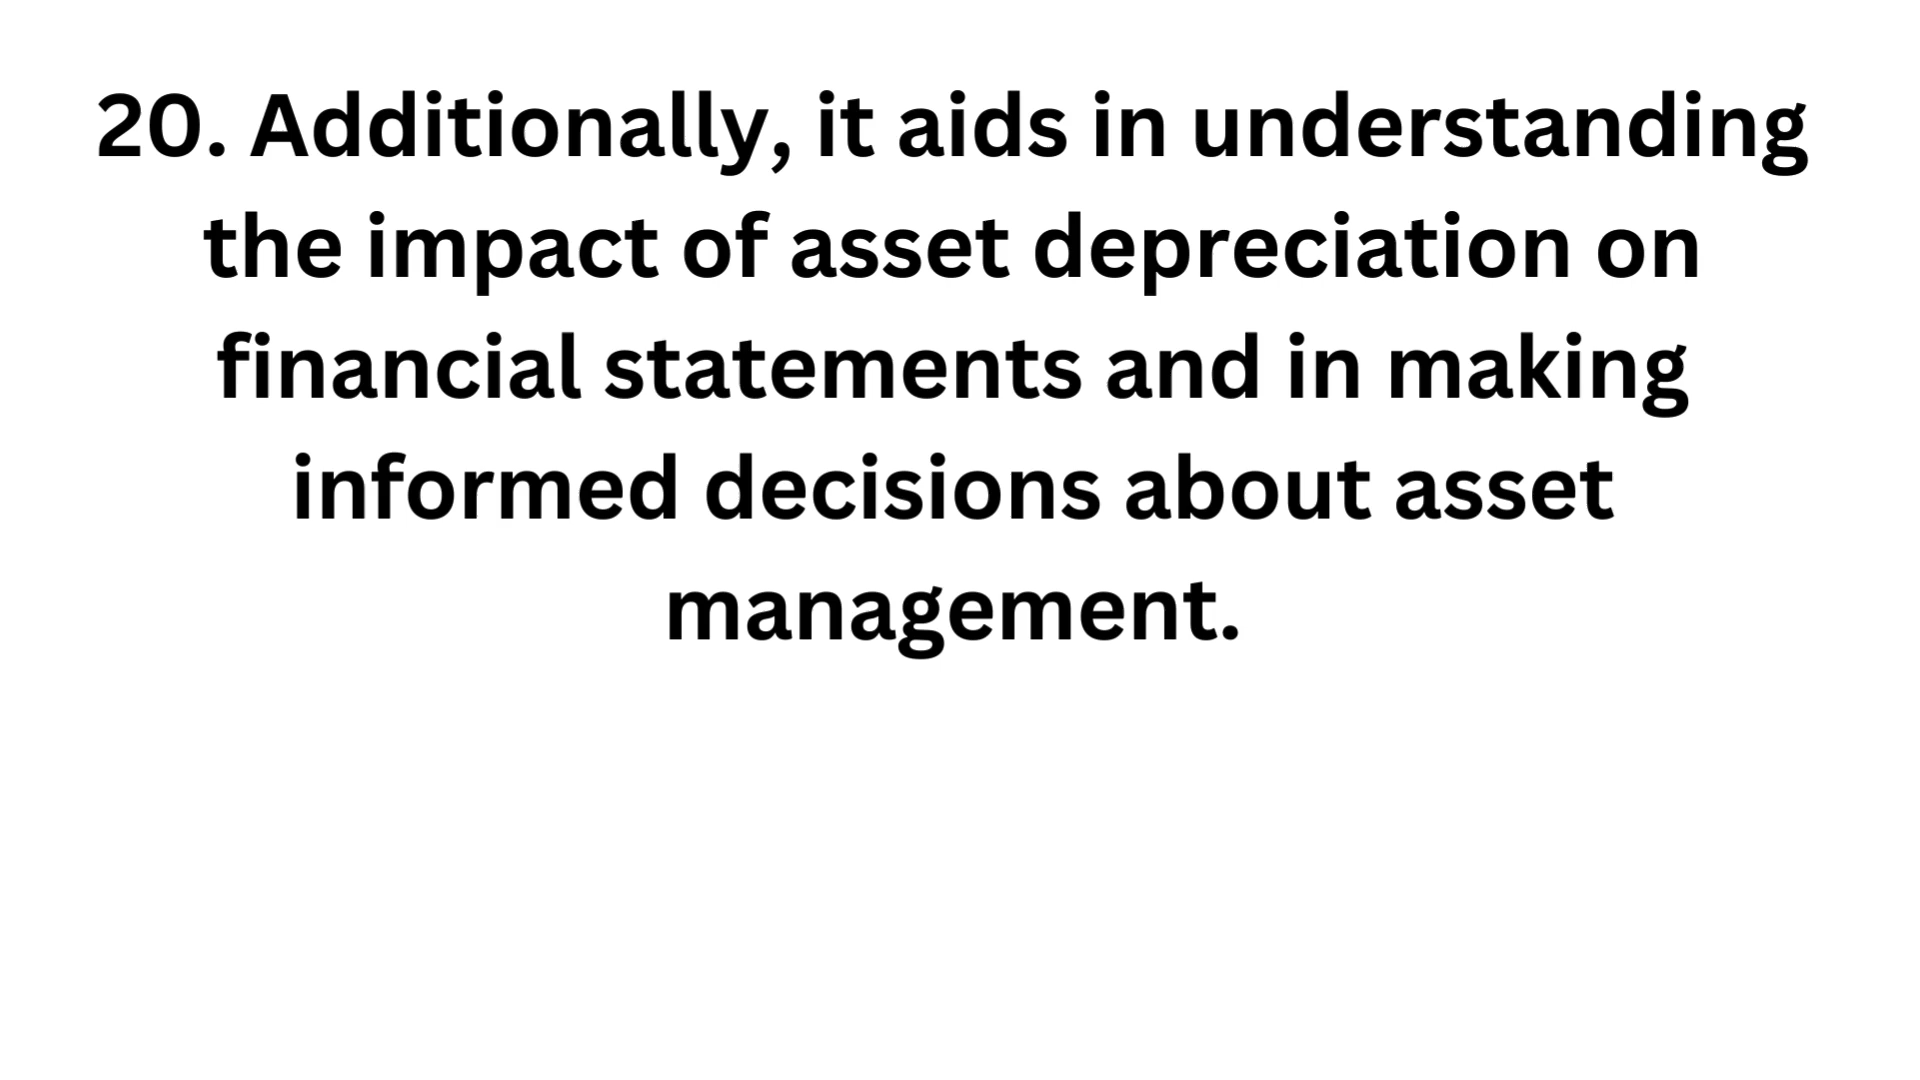 20. Additionally, it aids in understanding
the impact of asset depreciation on
financial statements and in making
informed decisions about asset
management.